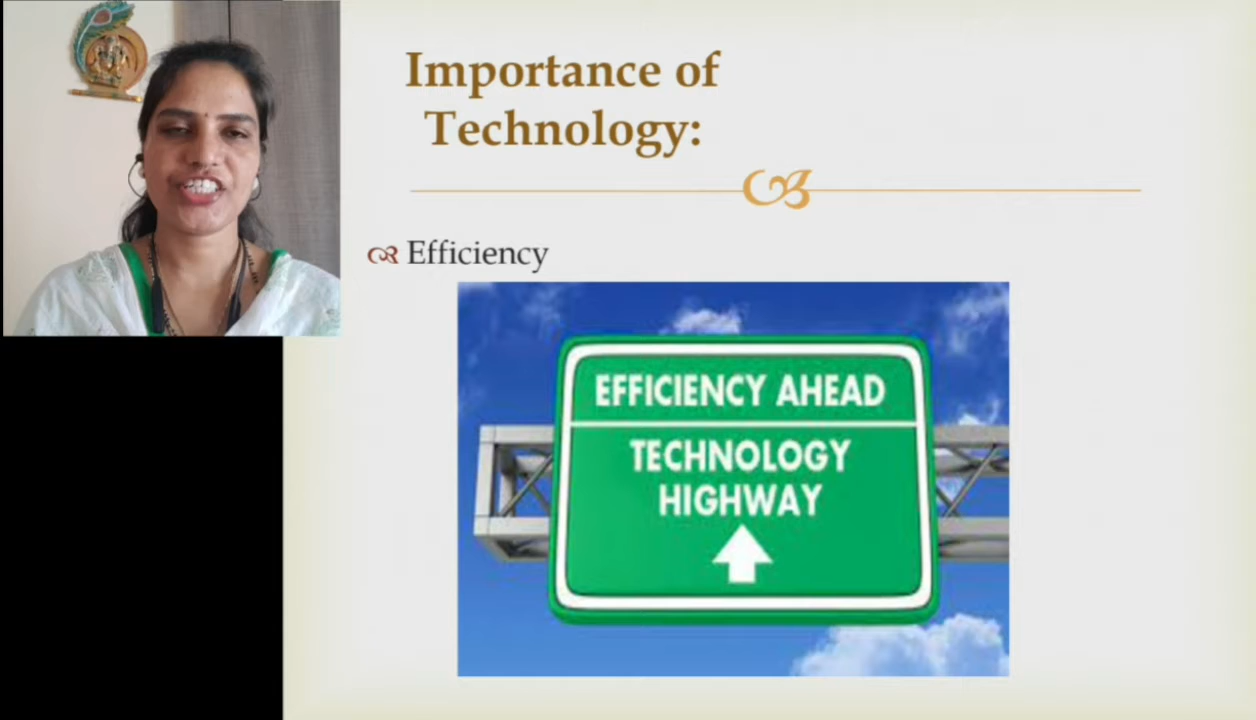 Importance of
Technology:
Efficiency
EFFICIENCY AHEAD
TECHNOLOGY
HIGHWAY